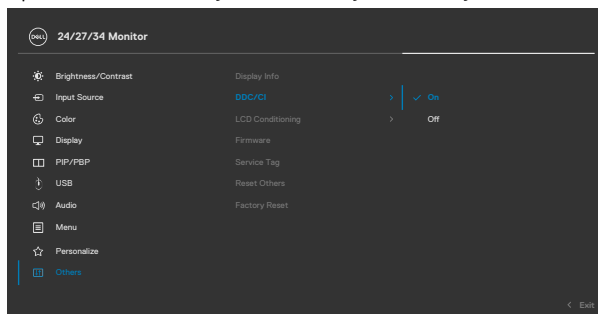 DELL
24/27/34 Monitor
Brightness/Contrast
Input Source
Color
Display
PIP/PBP
USB
Audio
Menu
Personalize
Others
Display Info
DDC/CI
LCD Conditioning
Firmware
Service Tag
Reset Others
Factory Reset
On
Off
Exit